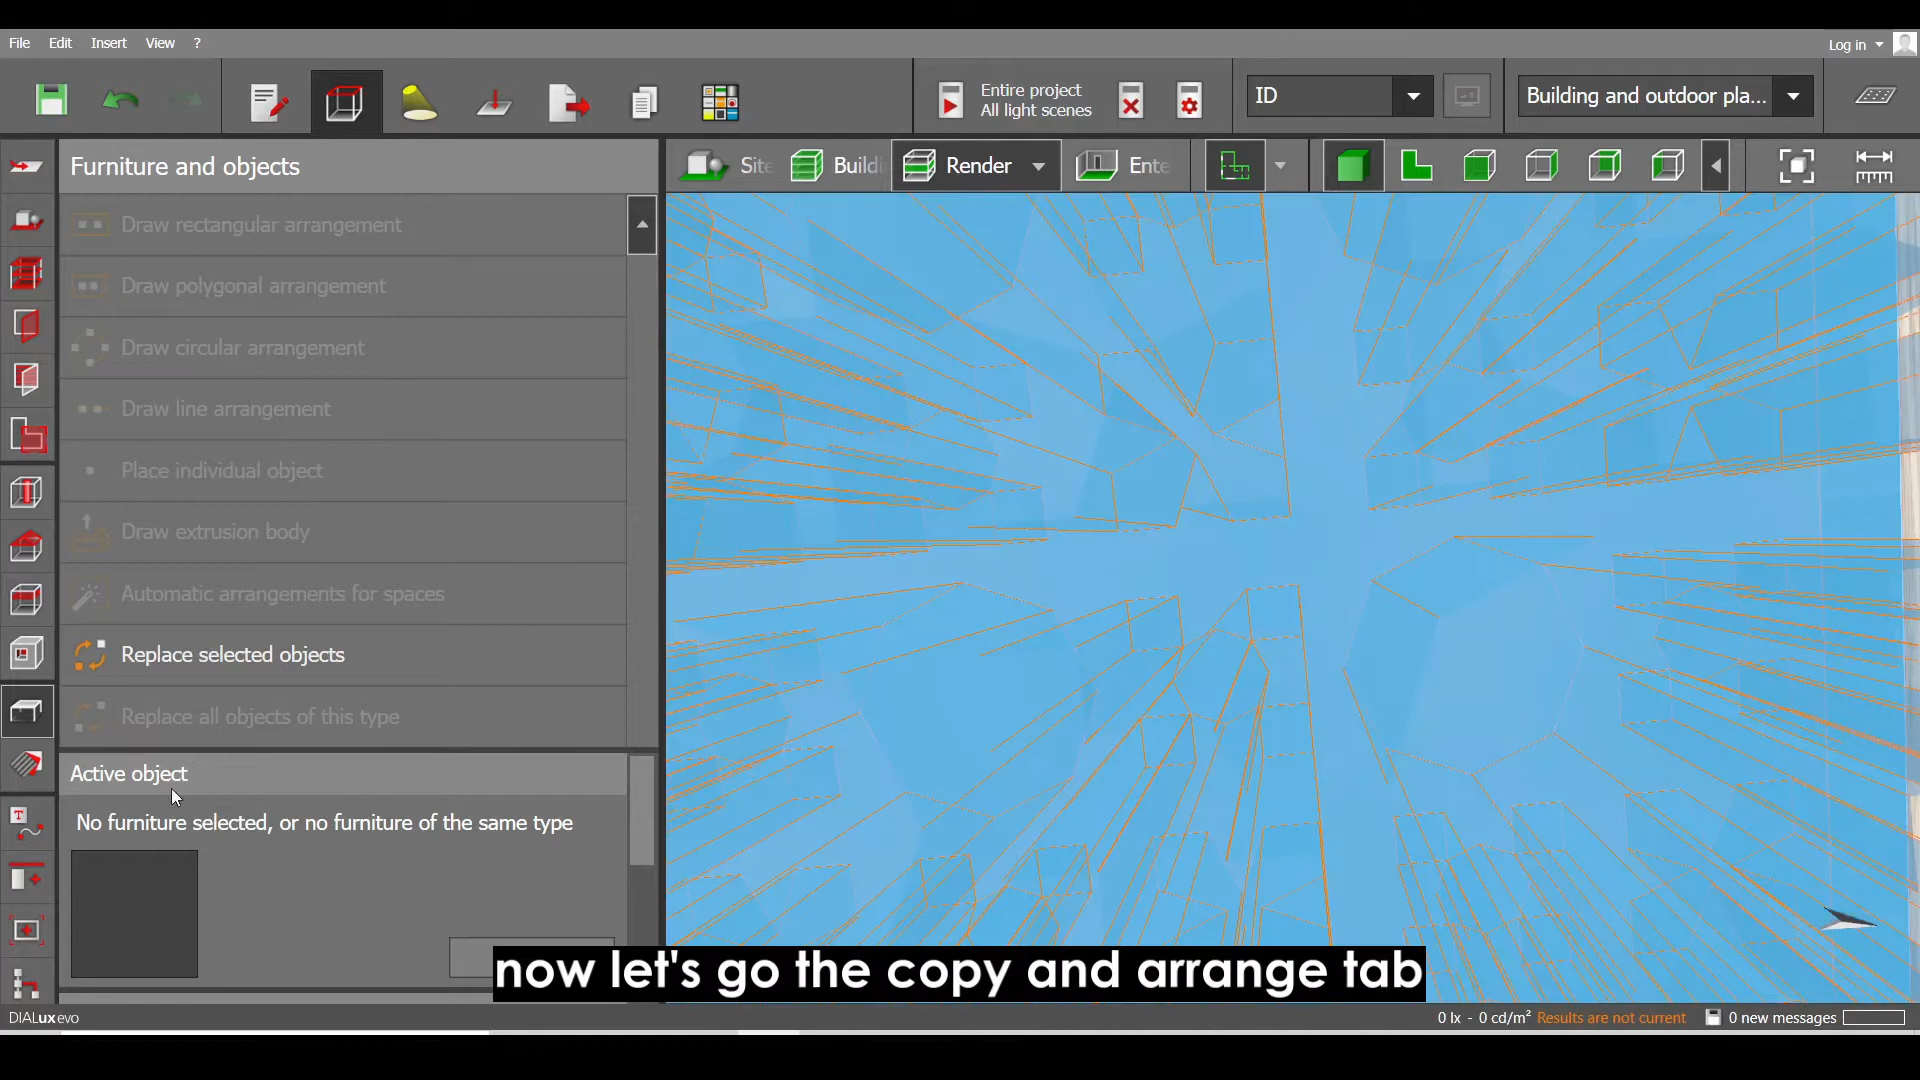 File Edit Insert View ?
Log in
Entire project
All light scenes
ID
Building and outdoor pla...
Furniture and objects
Site
Buildi
Render
Ente
Draw rectangular arrangement
Draw polygonal arrangement
Draw circular arrangement
Draw line arrangement
Place individual object
Draw extrusion body
Automatic arrangements for spaces
Replace selected objects
Replace all objects of this type
Active object
No furniture selected, or no furniture of the same type
now let's go the copy and arrange tab
DIALux evo
0 lx - 0 cd/m² Results are not current
0 new messages